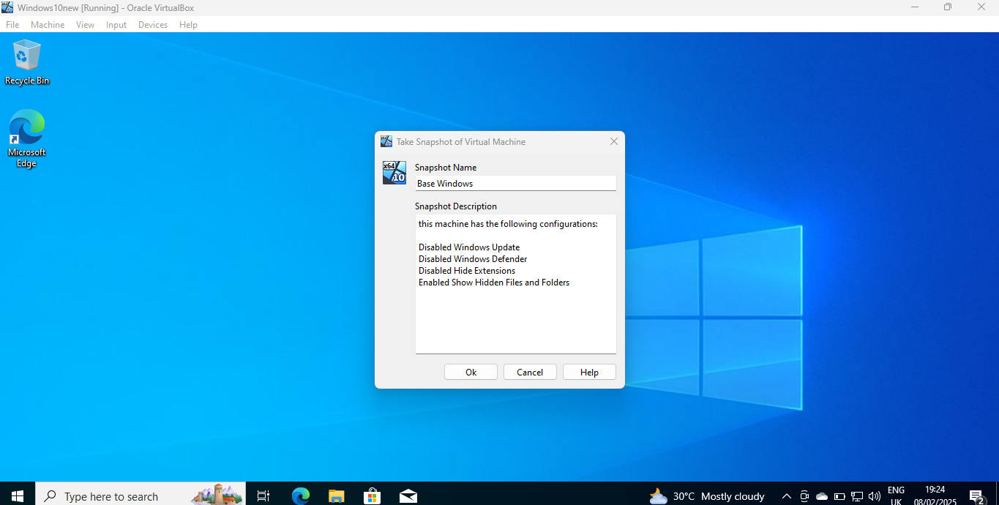 Windows10new [Running] - Oracle VirtualBox
File Machine View Input Devices Help
Recycle Bin
Microsoft
Edge
Take Snapshot of Virtual Machine
x64
10
Snapshot Name
Base Windows
Snapshot Description
this machine has the following configurations:
Disabled Windows Update
Disabled Windows Defender
Disabled Hide Extensions
Enabled Show Hidden Files and Folders
Ok Cancel Help
Type here to search
30°C Mostly cloudy
ENG
UK
19:24
08/02/2025
2